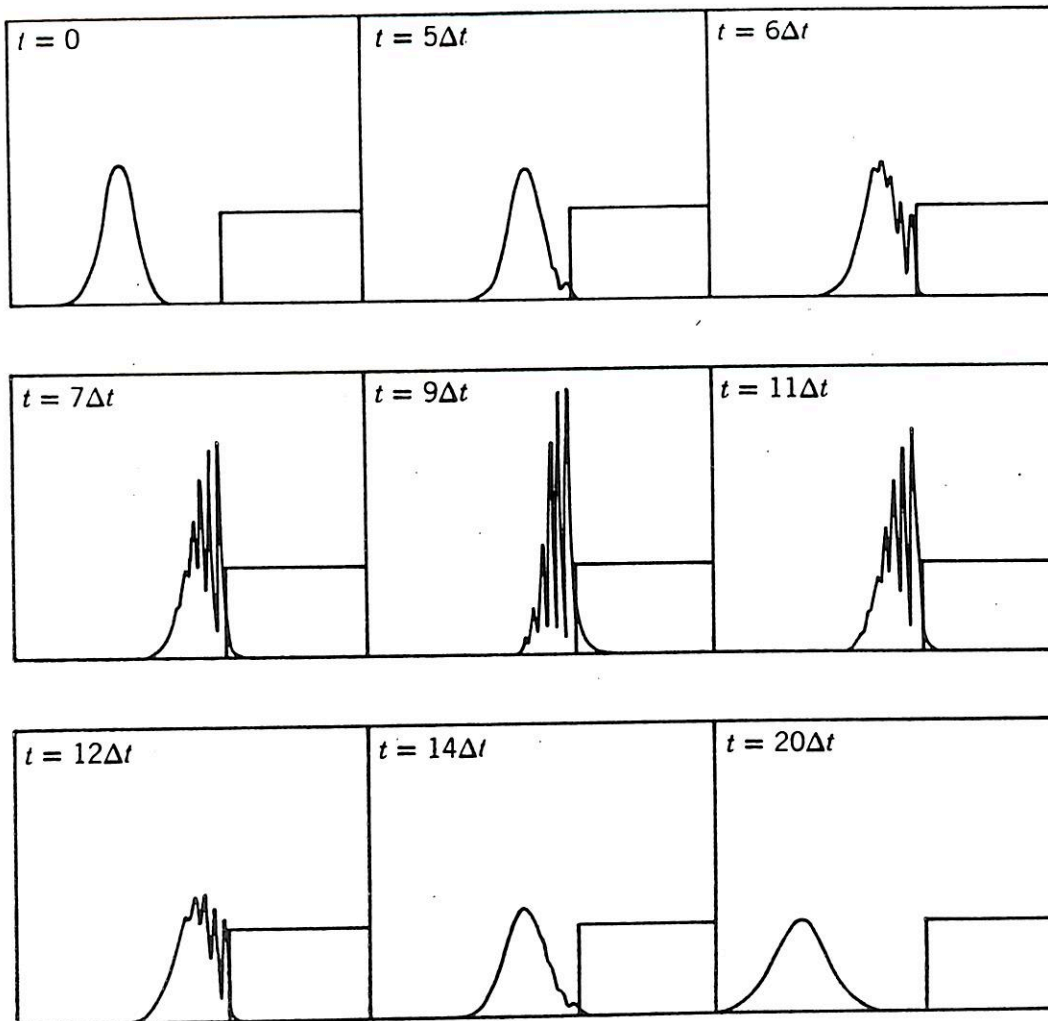 t = 0
t = 5Δt
t = 6Δt
t = 7Δt
t = 9Δt
t = 11Δt
t = 12Δt
t = 14Δt
t = 20Δt